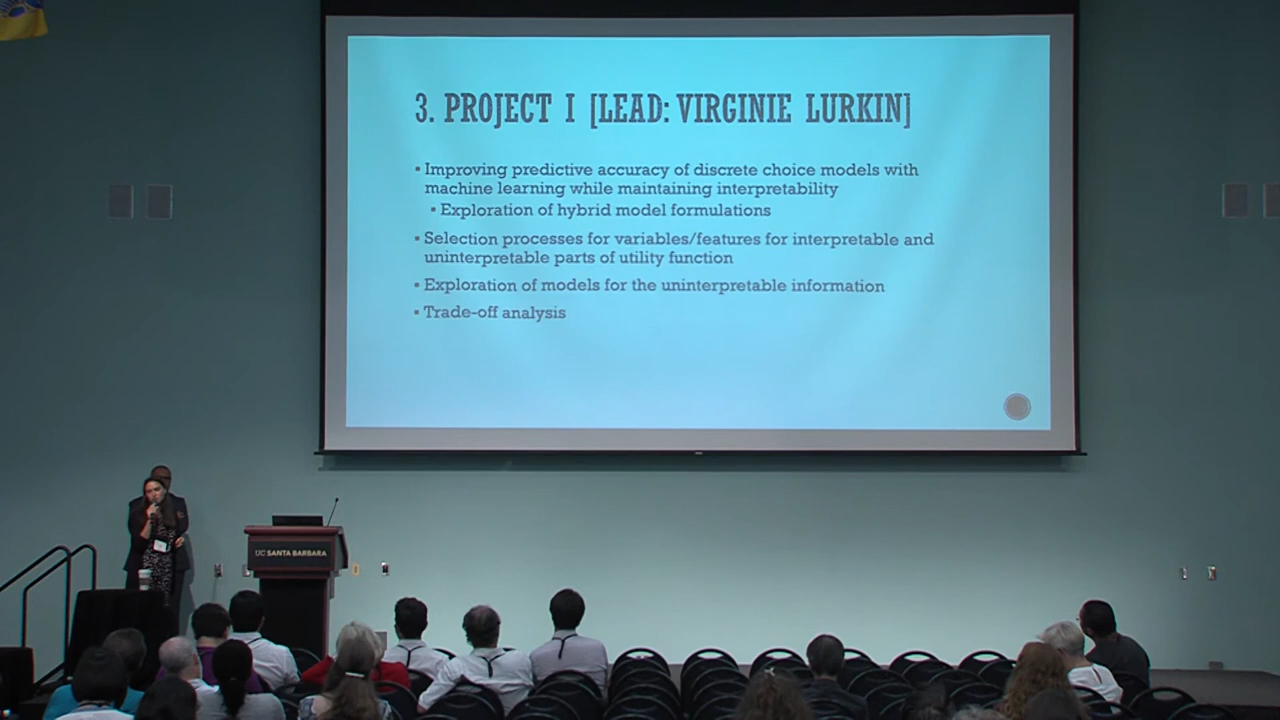 3. PROJECT I [LEAD: VIRGINIE LURKIN]
▪ Improving predictive accuracy of discrete choice models with
machine learning while maintaining interpretability
▪ Exploration of hybrid model formulations
▪ Selection processes for variables/features for interpretable and
uninterpretable parts of utility function
▪ Exploration of models for the uninterpretable information
▪ Trade-off analysis
UC SANTA BARBARA